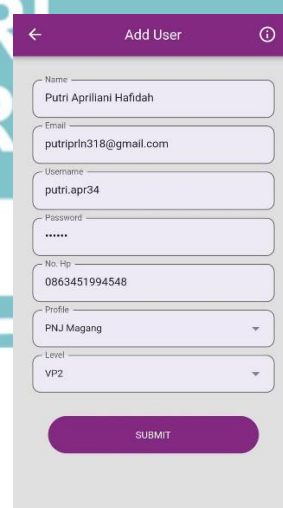 Add User
Name
Putri Apriliani Hafidah
Email
putriprln318@gmail.com
Username
putri.apr34
Password
••••••
No. Hp
0863451994548
Profile
PNJ Magang
Level
VP2
SUBMIT